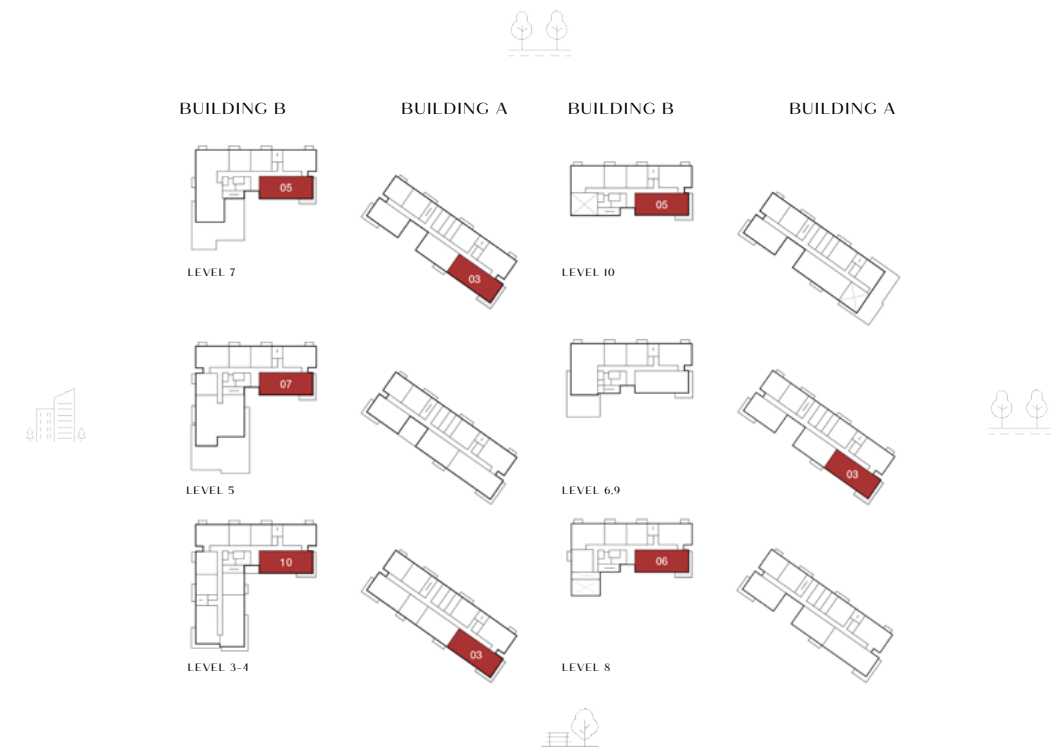 BUILDING B
BUILDING A
BUILDING B
BUILDING A
05
03
LEVEL 7
05
LEVEL 10
07
LEVEL 5
03
LEVEL 6,9
10
03
LEVEL 3-4
06
LEVEL 8